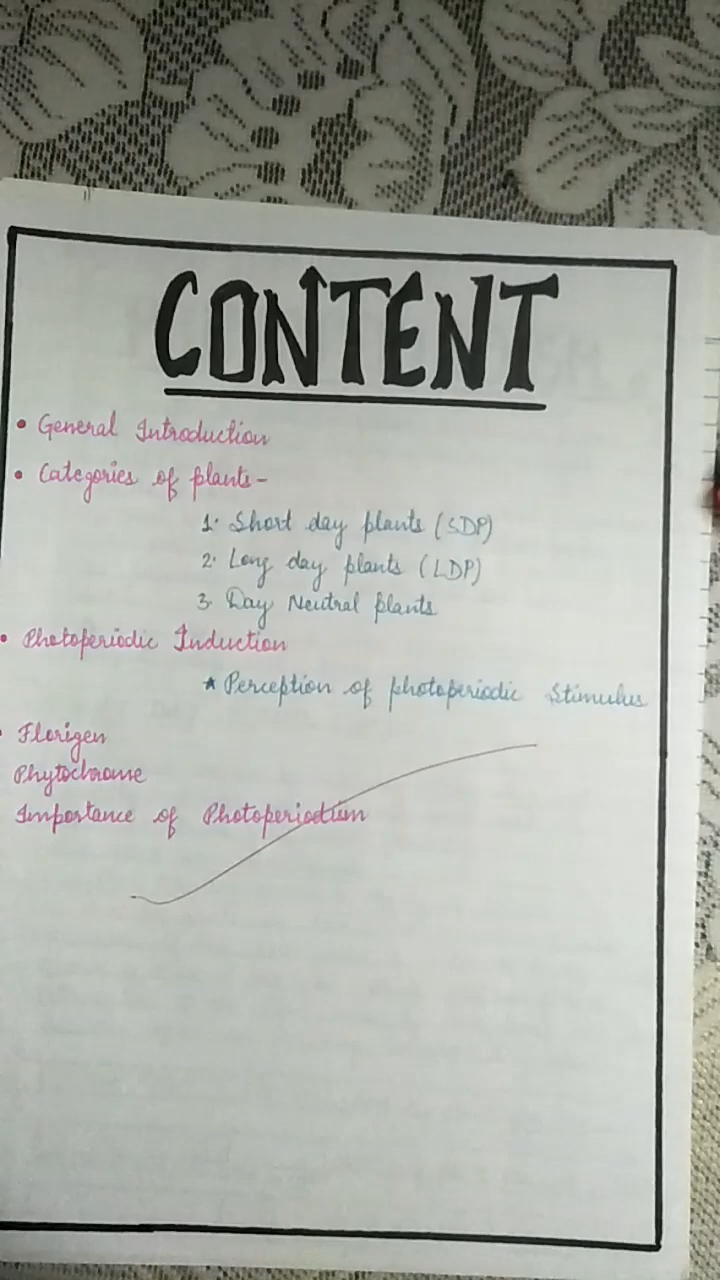 CONTENT
• General Introduction
• Categories of plants-
1. Short day plants (SDP)
2. Long day plants (LDP)
3. Day Neutral plants
• Photoperiodic Induction
★ Perception of photoperiodic Stimulus
• Florigen
Phytochrome
Importance of Photoperiodism